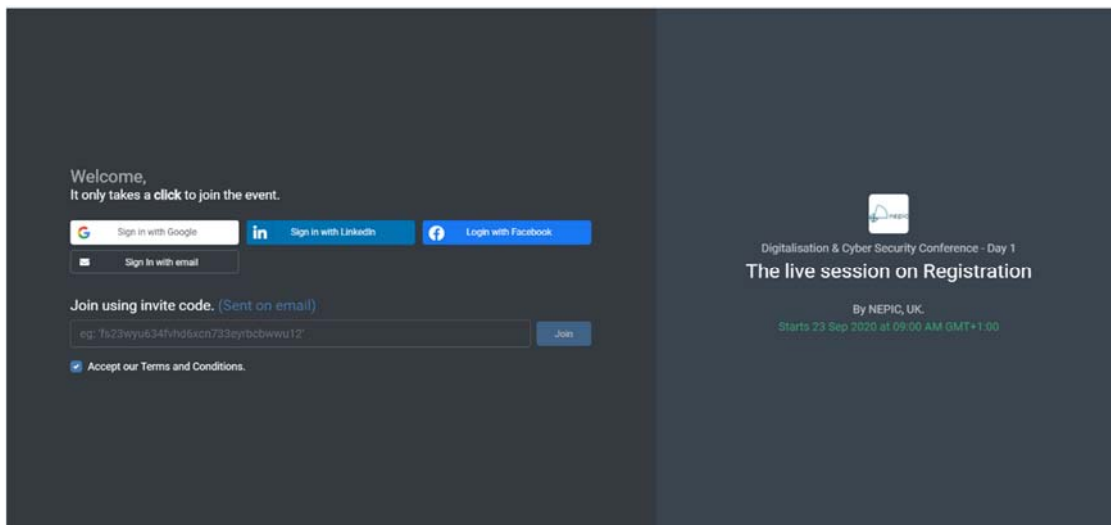 Welcome,
It only takes a click to join the event.
Sign in with Google
in Sign in with LinkedIn
Login with Facebook
Sign In with email
Join using invite code. (Sent on email)
Join
Accept our Terms and Conditions.
NEPIC
Digitalisation & Cyber Security Conference - Day 1
The live session on Registration
By NEPIC, UK.
Starts 23 Sep 2020 at 09:00 AM GMT+1:00